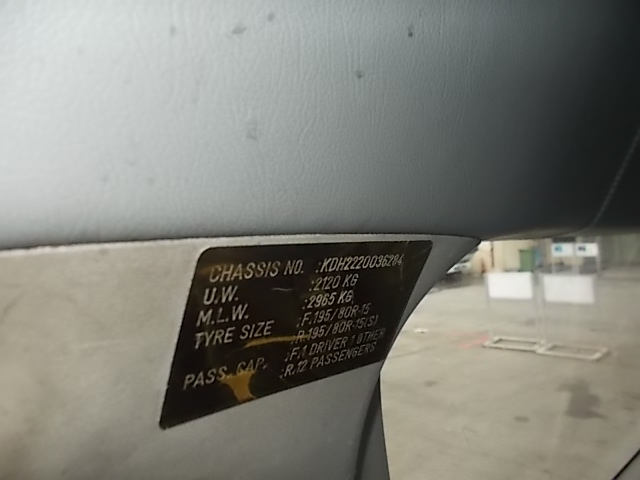 CHASSIS NO. :KDH2220036284
U.W. :2120 KG
M.L.W. :2965 KG
TYRE SIZE :F.195/80R-15
:R.195/80R-15(S)
PASS. CAP. :F.1 DRIVER 1 OTHER
:R.12 PASSENGERS